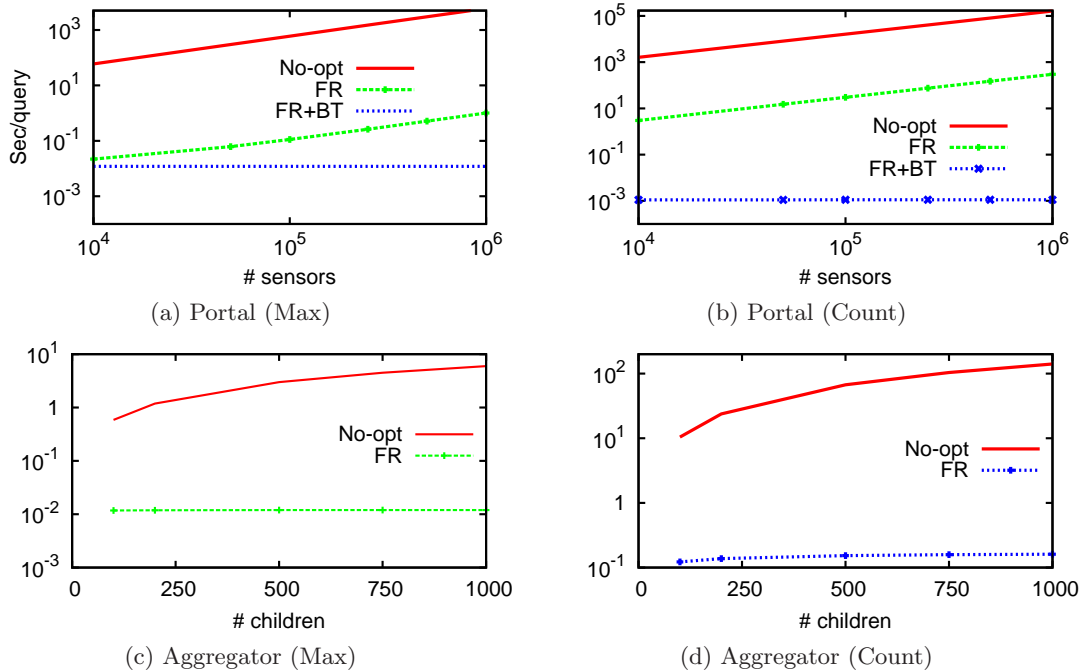 Sec/query
10^3
10^1
10^-1
10^-3
No-opt
FR
FR+BT
10^4 10^5 10^6
# sensors
(a) Portal (Max)
10^5
10^3
10^1
10^-1
10^-3
No-opt
FR
FR+BT
10^4 10^5 10^6
# sensors
(b) Portal (Count)
10^1
1
10^-1
10^-2
10^-3
No-opt
FR
0 250 500 750 1000
# children
(c) Aggregator (Max)
10^2
10^1
1
10^-1
No-opt
FR
0 250 500 750 1000
# children
(d) Aggregator (Count)